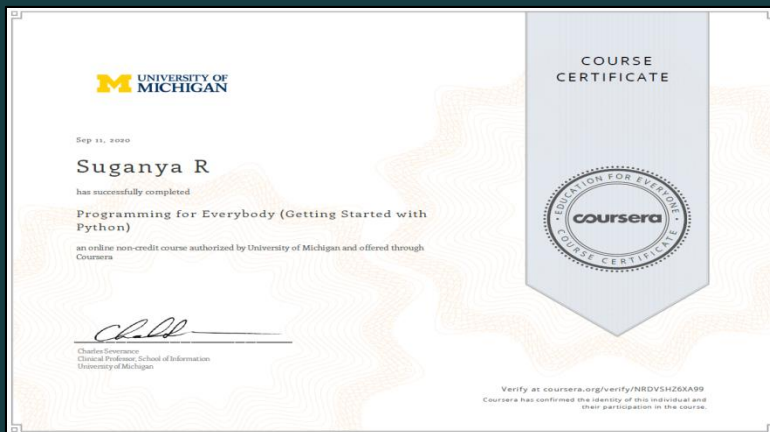 UNIVERSITY OF
MICHIGAN
Sep 11, 2020
Suganya R
has successfully completed
Programming for Everybody (Getting Started with
Python)
an online non-credit course authorized by University of Michigan and offered through
Coursera
Charles Severance
Clinical Professor, School of Information
University of Michigan
COURSE
CERTIFICATE
EDUCATION FOR EVERYONE
coursera
COURSE CERTIFICATE
Verify at coursera.org/verify/NRDVSHZ6XA99
Coursera has confirmed the identity of this individual and
their participation in the course.